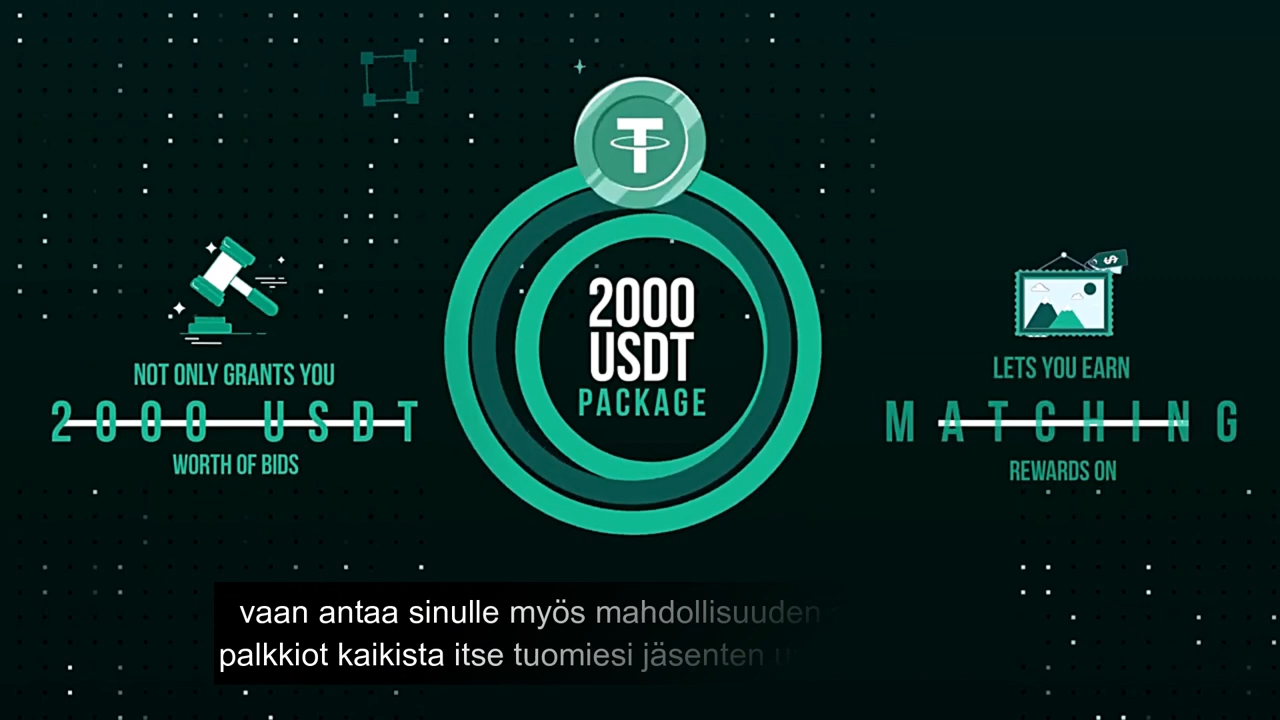 NOT ONLY GRANTS YOU
2000 USDT
WORTH OF BIDS
2000
USDT
PACKAGE
LETS YOU EARN
MATCHING
REWARDS ON
vaan antaa sinulle myös mahdollisuuden
palkkiot kaikista itse tuomiesi jäsenten